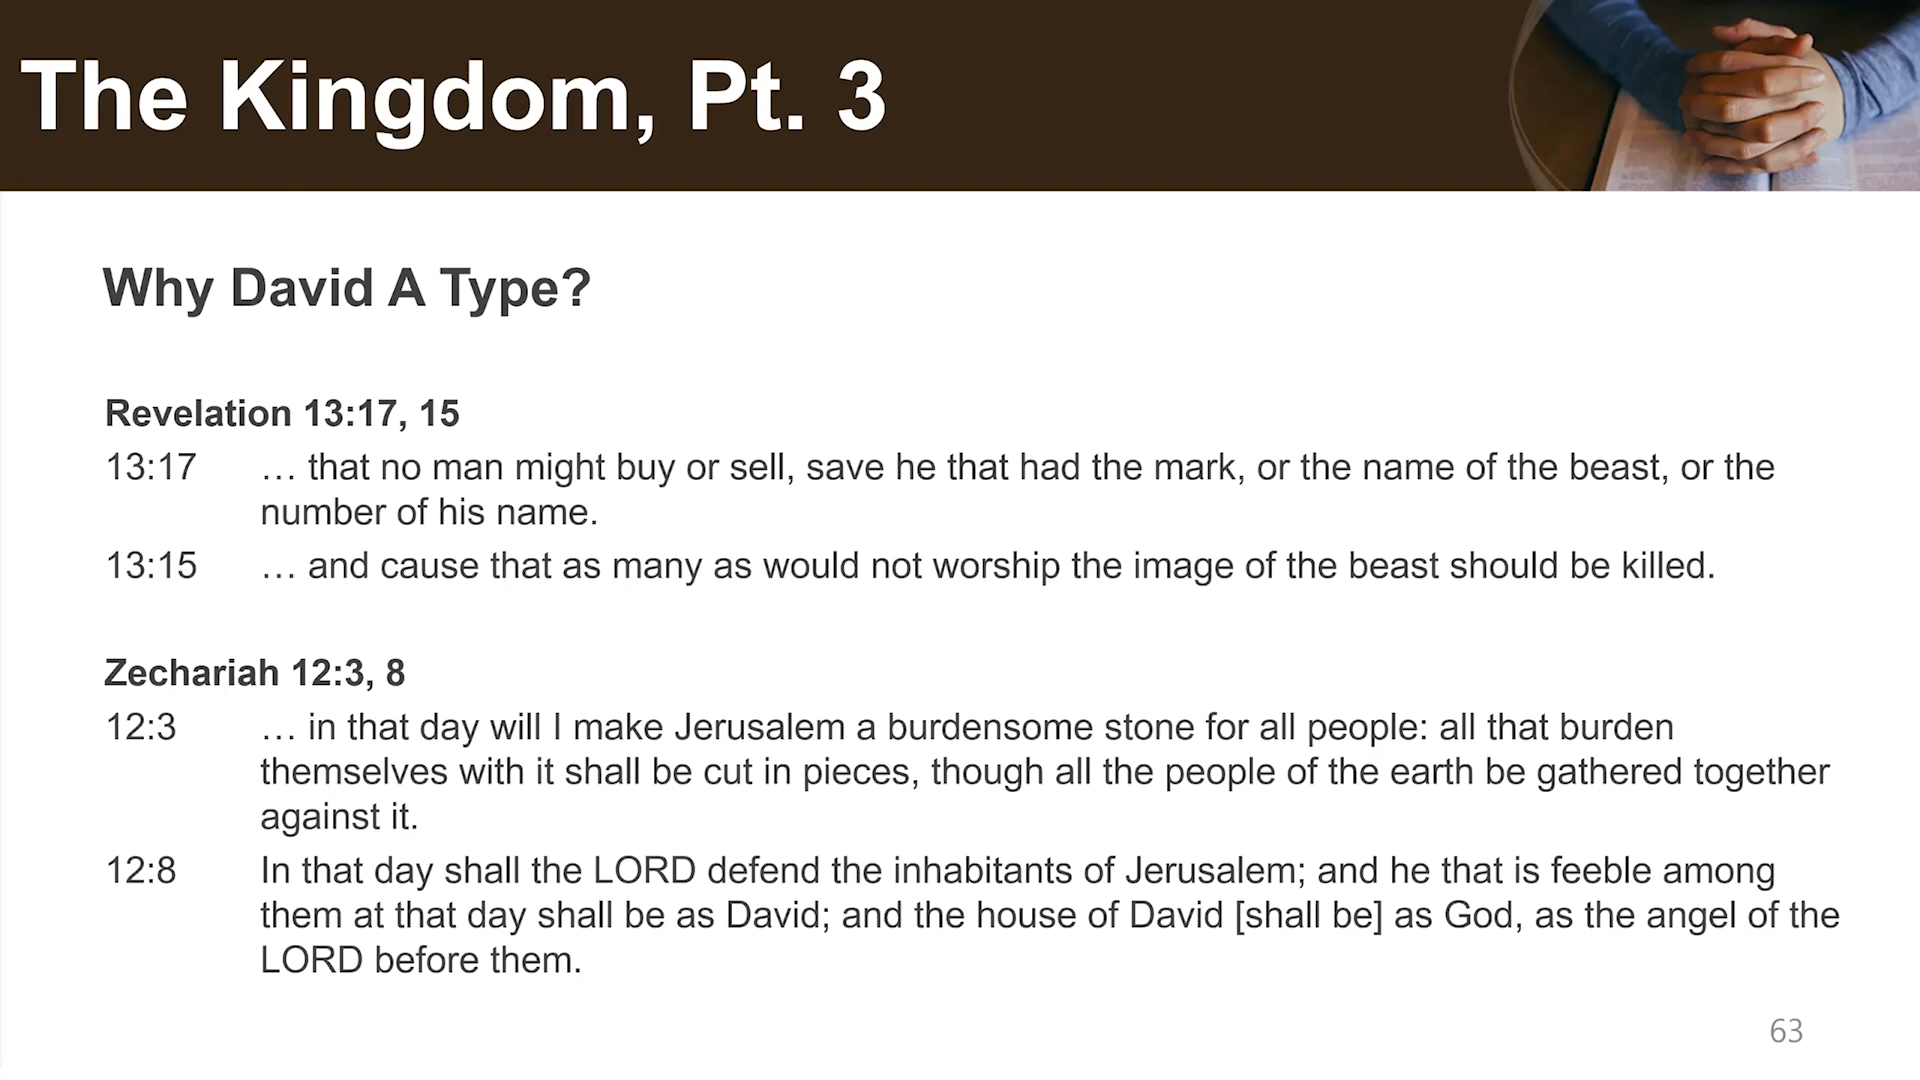 The Kingdom, Pt. 3
Why David A Type?
Revelation 13:17, 15
13:17 … that no man might buy or sell, save he that had the mark, or the name of the beast, or the
number of his name.
13:15 … and cause that as many as would not worship the image of the beast should be killed.
Zechariah 12:3, 8
12:3 … in that day will I make Jerusalem a burdensome stone for all people: all that burden
themselves with it shall be cut in pieces, though all the people of the earth be gathered together
against it.
12:8 In that day shall the LORD defend the inhabitants of Jerusalem; and he that is feeble among
them at that day shall be as David; and the house of David [shall be] as God, as the angel of the
LORD before them.
63